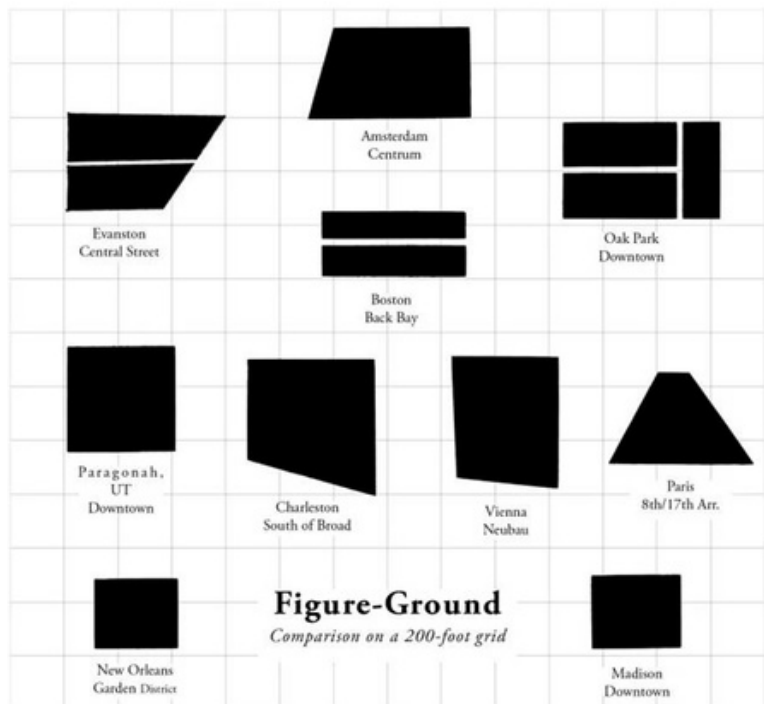 Amsterdam
Centrum
Evanston
Central Street
Oak Park
Downtown
Boston
Back Bay
Paragonah,
UT
Downtown
Charleston
South of Broad
Vienna
Neubau
Paris
8th/17th Arr.
Figure-Ground
Comparison on a 200-foot grid
New Orleans
Garden District
Madison
Downtown